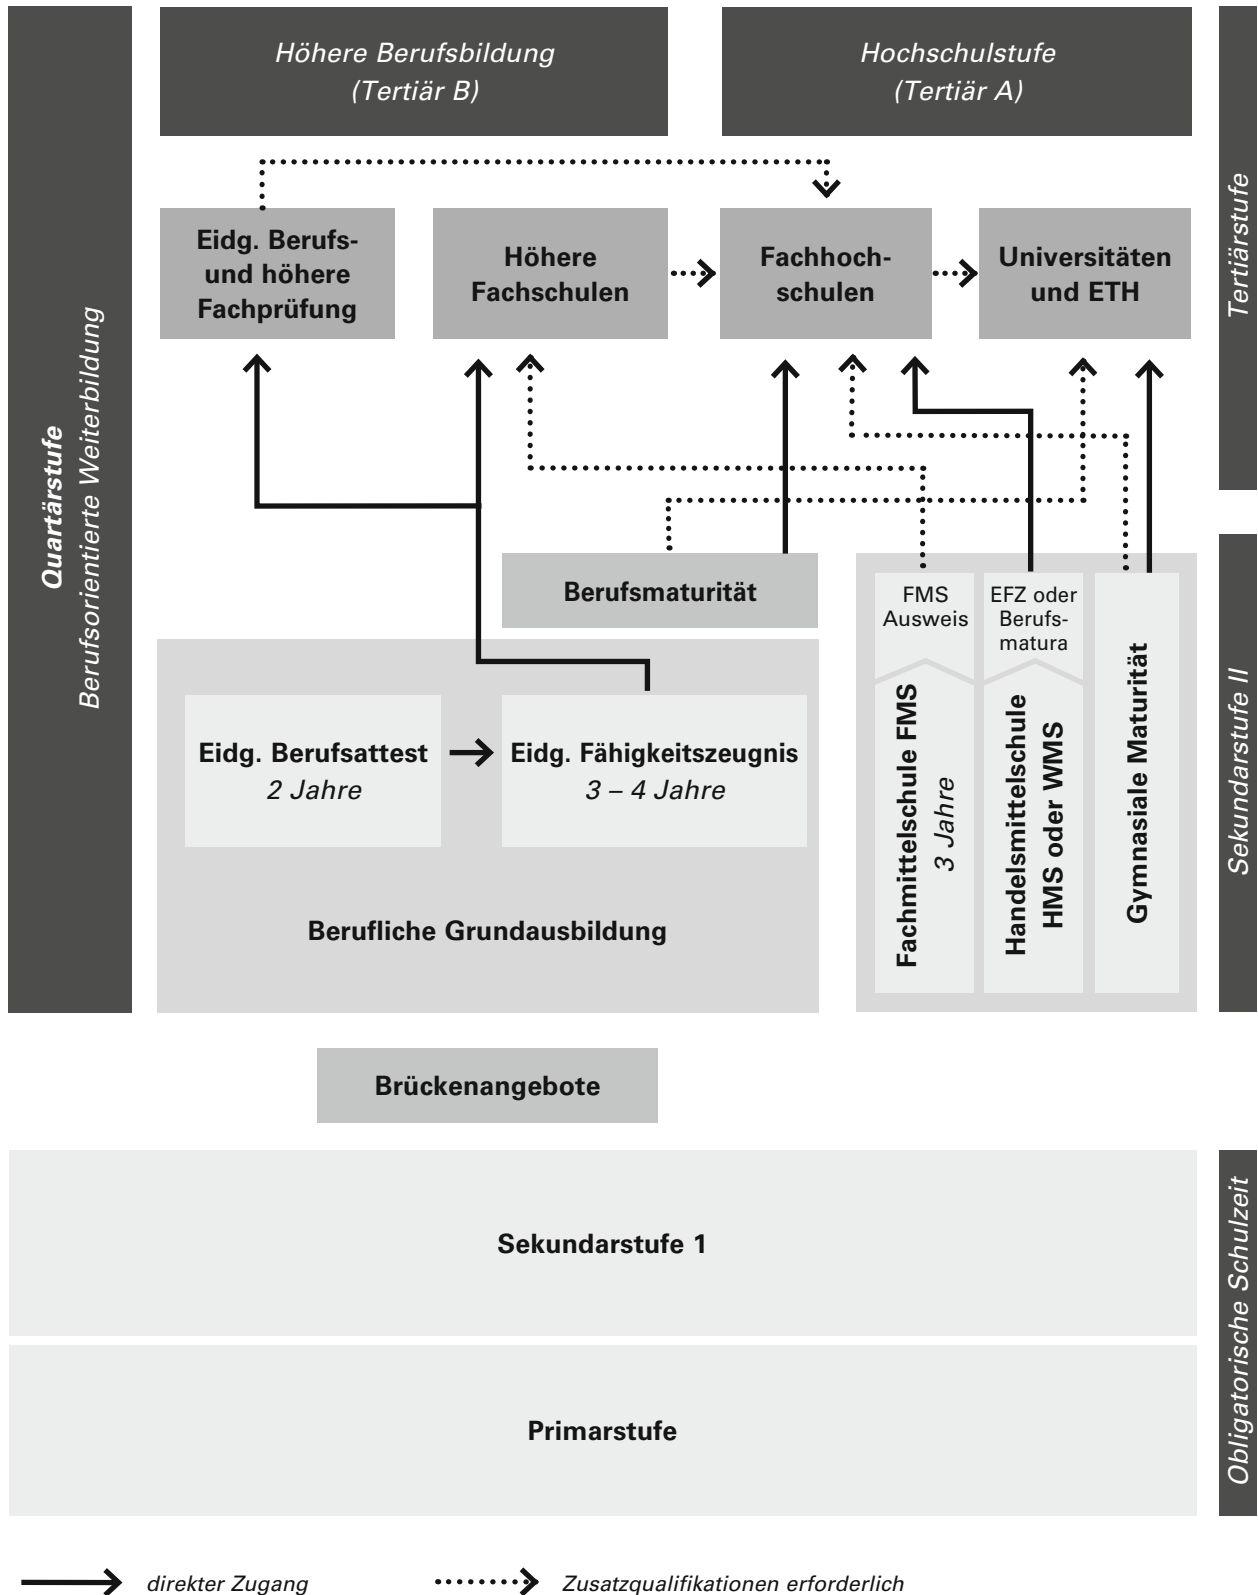 Höhere Berufsbildung
(Tertiär B)
Hochschulstufe
(Tertiär A)
Tertiärstufe
Quartärstufe
Berufsorientierte Weiterbildung
Eidg. Berufs-
und höhere
Fachprüfung
Höhere
Fachschulen
Fachhoch-
schulen
Universitäten
und ETH
Sekundarstufe II
Berufsmaturität
FMS
Ausweis
EFZ oder
Berufs-
matura
Fachmittelschule FMS
3 Jahre
Handelsmittelschule
HMS oder WMS
Gymnasiale Maturität
Eidg. Berufsattest
2 Jahre
Eidg. Fähigkeitszeugnis
3 – 4 Jahre
Berufliche Grundausbildung
Brückenangebote
Obligatorische Schulzeit
Sekundarstufe 1
Primarstufe
direkter Zugang
Zusatzqualifikationen erforderlich